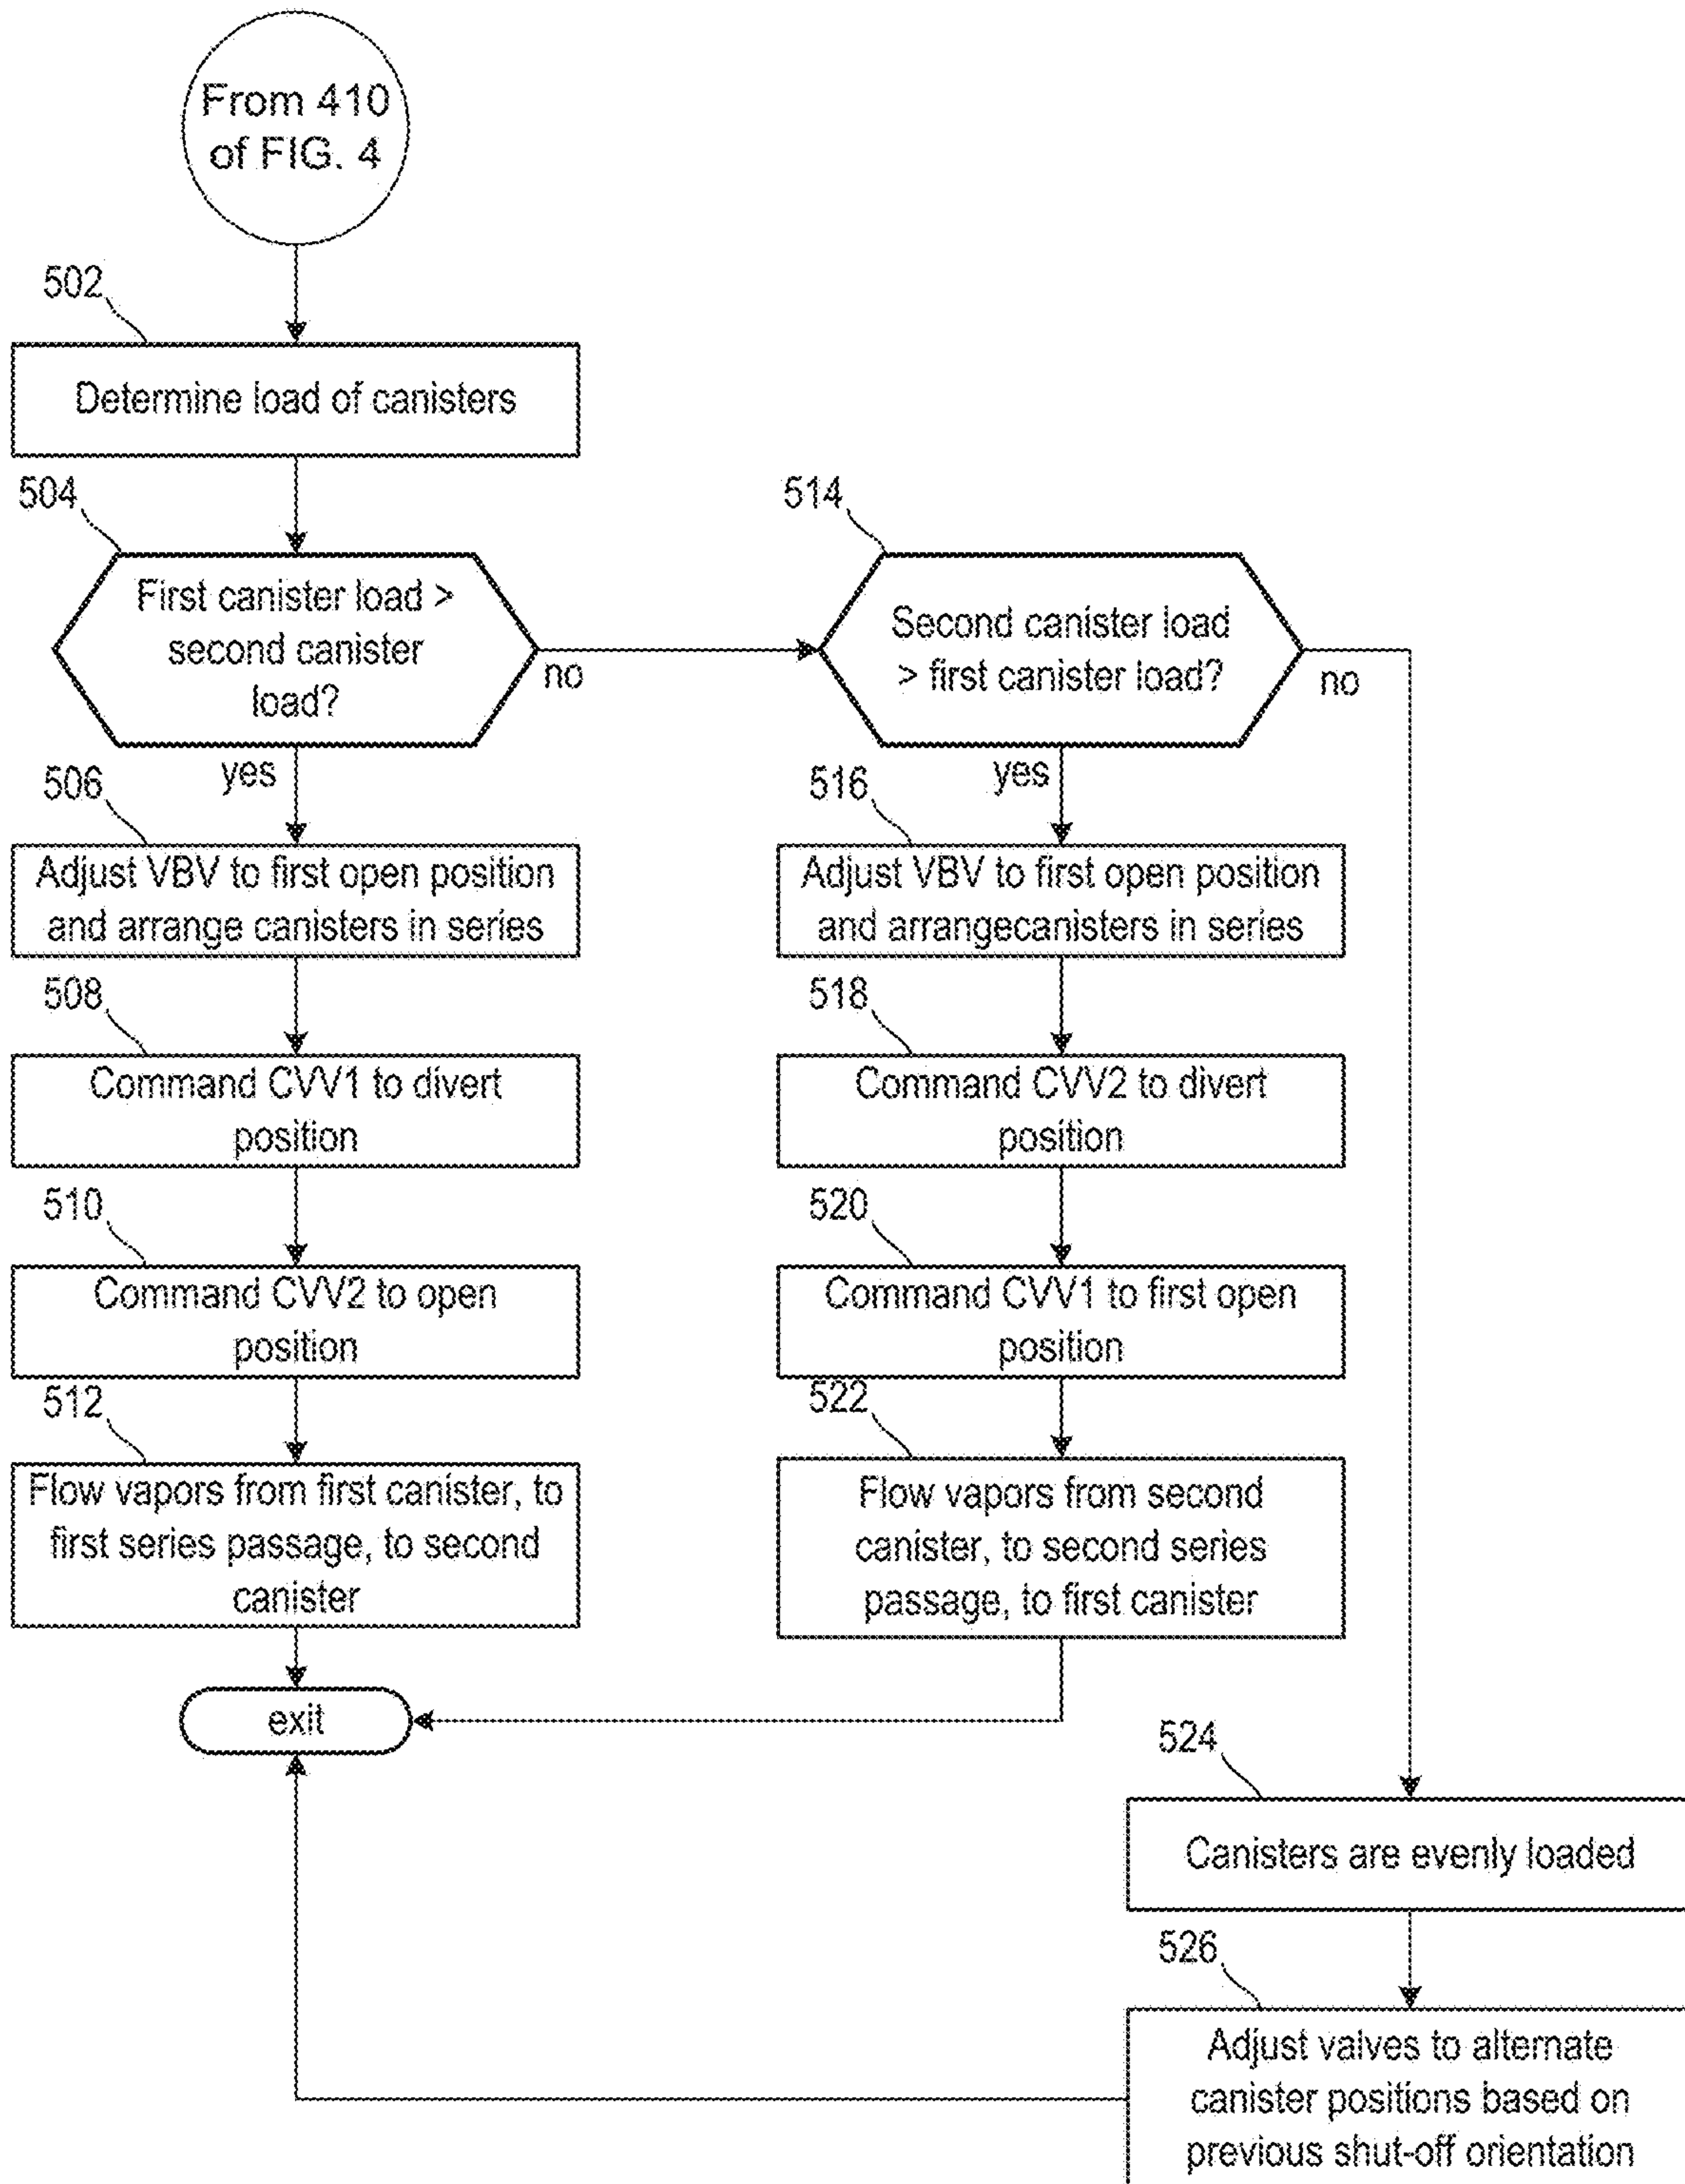 From 410
of FIG. 4
502
Determine load of canisters
504
First canister load >
second canister
load?
no
yes
514
Second canister load
> first canister load?
no
yes
506
Adjust VBV to first open position
and arrange canisters in series
508
Command CVV1 to divert
position
510
Command CVV2 to open
position
512
Flow vapors from first canister, to
first series passage, to second
canister
exit
516
Adjust VBV to first open position
and arrangecanisters in series
518
Command CVV2 to divert
position
520
Command CVV1 to first open
position
522
Flow vapors from second
canister, to second series
passage, to first canister
524
Canisters are evenly loaded
526
Adjust valves to alternate
canister positions based on
previous shut-off orientation